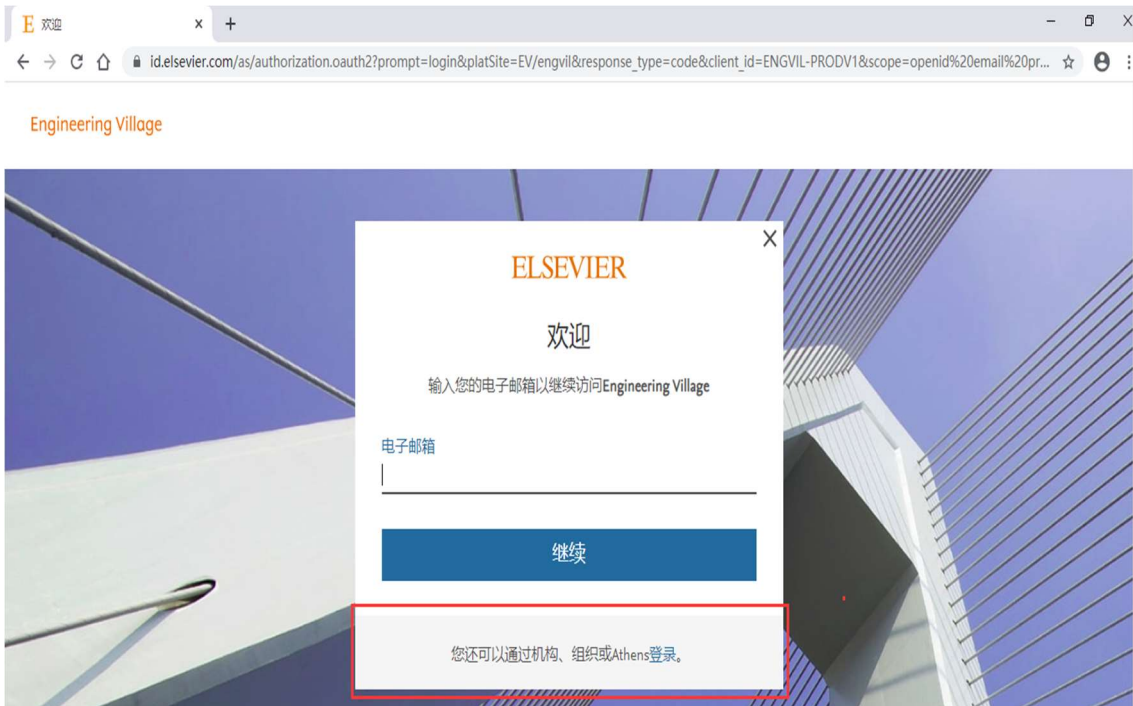 E 欢迎
id.elsevier.com/as/authorization.oauth2?prompt=login&platSite=EV/engvil&response_type=code&client_id=ENGVIL-PRODV1&scope=openid%20email%20pr...
Engineering Village
ELSEVIER
欢迎
输入您的电子邮箱以继续访问Engineering Village
电子邮箱
继续
您还可以通过机构、组织或Athens登录。